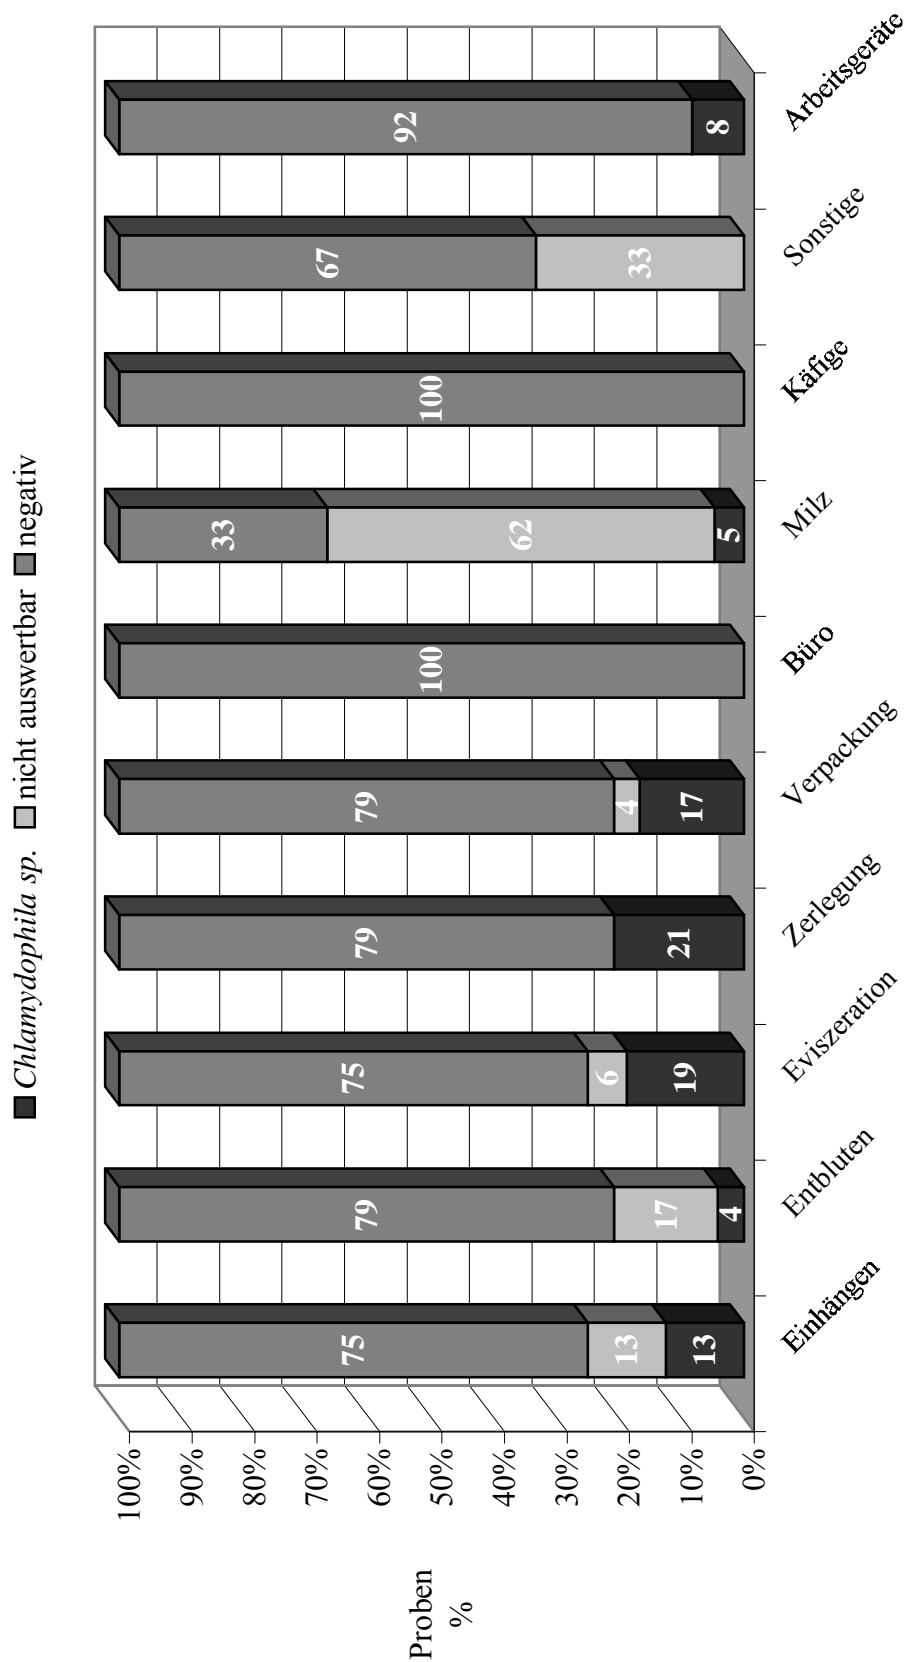 Chlamydophila sp. nicht auswertbar negativ
Proben
%
100%
90%
80%
70%
60%
50%
40%
30%
20%
10%
0%
75 79 75 79 79 100 33 100 67 92
13 17 6 4 62 33
13 4 19 21 17 5 8
Einhängen Entbluten Eviszeration Zerlegung Verpackung Büro Milz Käfige Sonstige Arbeitsgeräte